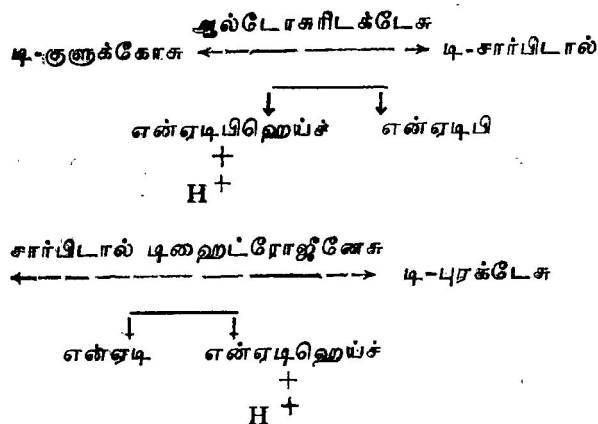 ஆல்டோசுரிடக்டேசு
டி-குளுக்கோசு டி-சார்பிடால்
என்ஏடிபிஹெய்ச் என்ஏடிபி
+
H+
சார்பிடால் டிஹைட்ரோஜீனேசு
டி-புரக்டேசு
என்ஏடி என்ஏடிஹெய்ச்
+
H+